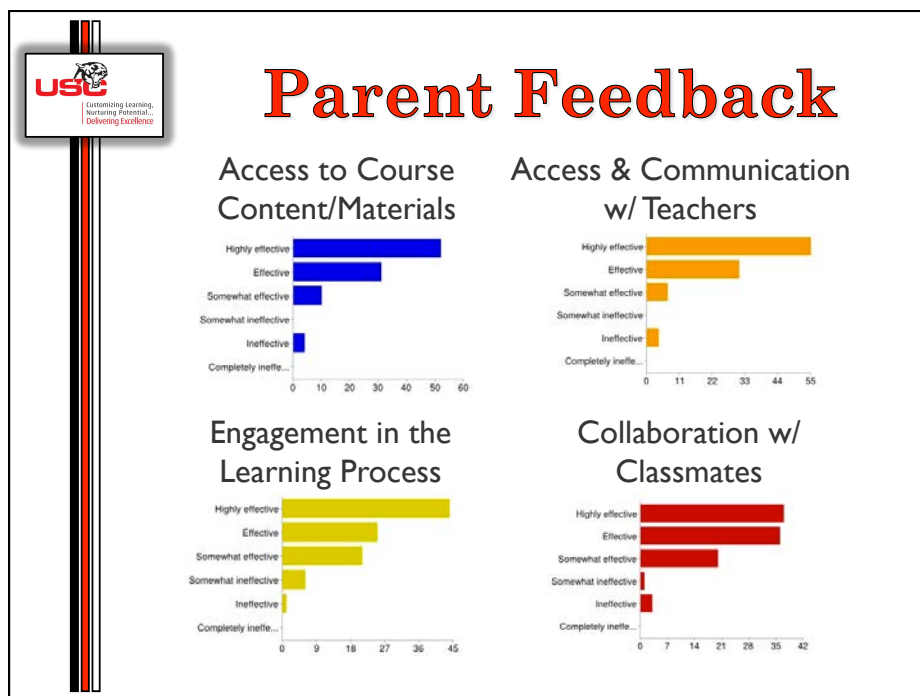 USC
Customizing Learning,
Nurturing Potential...
Delivering Excellence
Parent Feedback
Access to Course
Content/Materials
Highly effective
Effective
Somewhat effective
Somewhat ineffective
Ineffective
Completely ineffe...
0 10 20 30 40 50 60
Access & Communication
w/ Teachers
Highly effective
Effective
Somewhat effective
Somewhat ineffective
Ineffective
Completely ineffe...
0 11 22 33 44 55
Engagement in the
Learning Process
Highly effective
Effective
Somewhat effective
Somewhat ineffective
Ineffective
Completely ineffe...
0 9 18 27 36 45
Collaboration w/
Classmates
Highly effective
Effective
Somewhat effective
Somewhat ineffective
Ineffective
Completely ineffe...
0 7 14 21 28 35 42